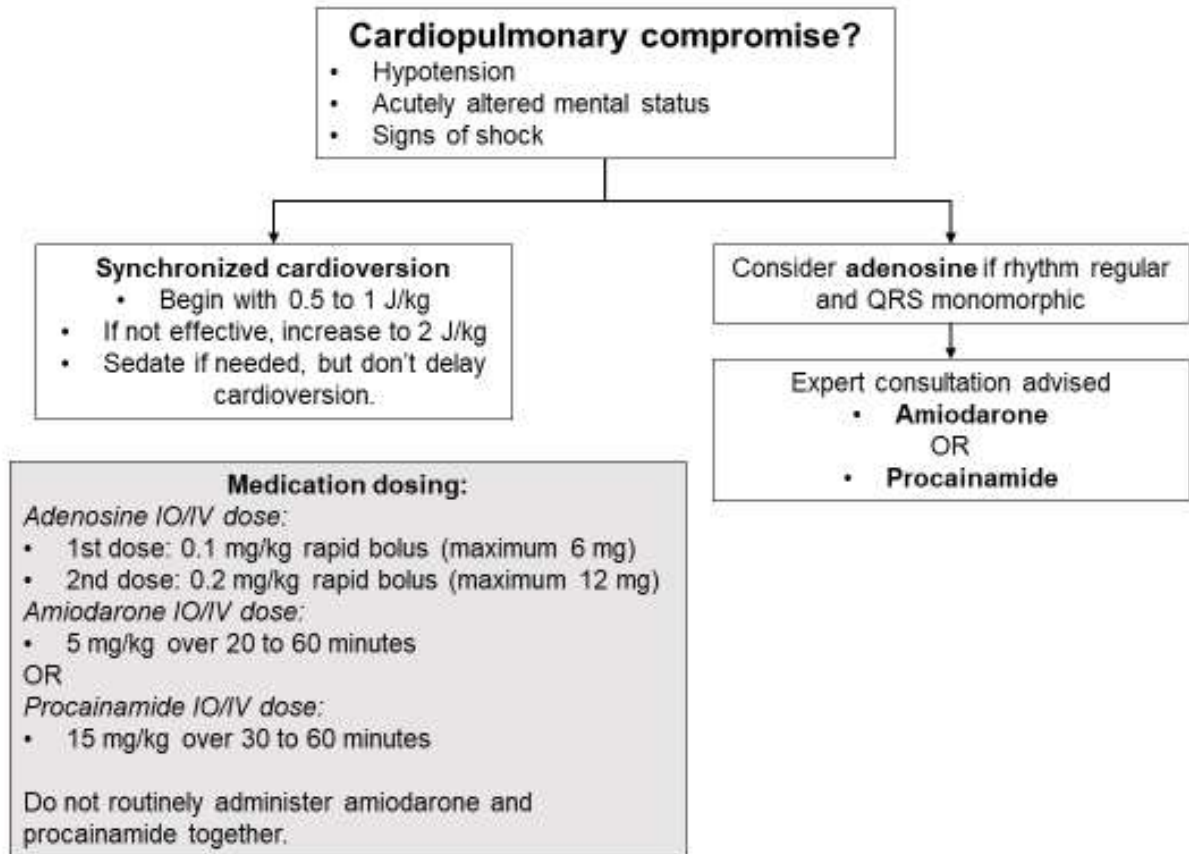 Cardiopulmonary compromise?
• Hypotension
• Acutely altered mental status
• Signs of shock
Synchronized cardioversion
• Begin with 0.5 to 1 J/kg
• If not effective, increase to 2 J/kg
• Sedate if needed, but don't delay
cardioversion.
Consider adenosine if rhythm regular
and QRS monomorphic
Expert consultation advised
• Amiodarone
OR
• Procainamide
Medication dosing:
Adenosine IO/IV dose:
• 1st dose: 0.1 mg/kg rapid bolus (maximum 6 mg)
• 2nd dose: 0.2 mg/kg rapid bolus (maximum 12 mg)
Amiodarone IO/IV dose:
• 5 mg/kg over 20 to 60 minutes
OR
Procainamide IO/IV dose:
• 15 mg/kg over 30 to 60 minutes
Do not routinely administer amiodarone and
procainamide together.